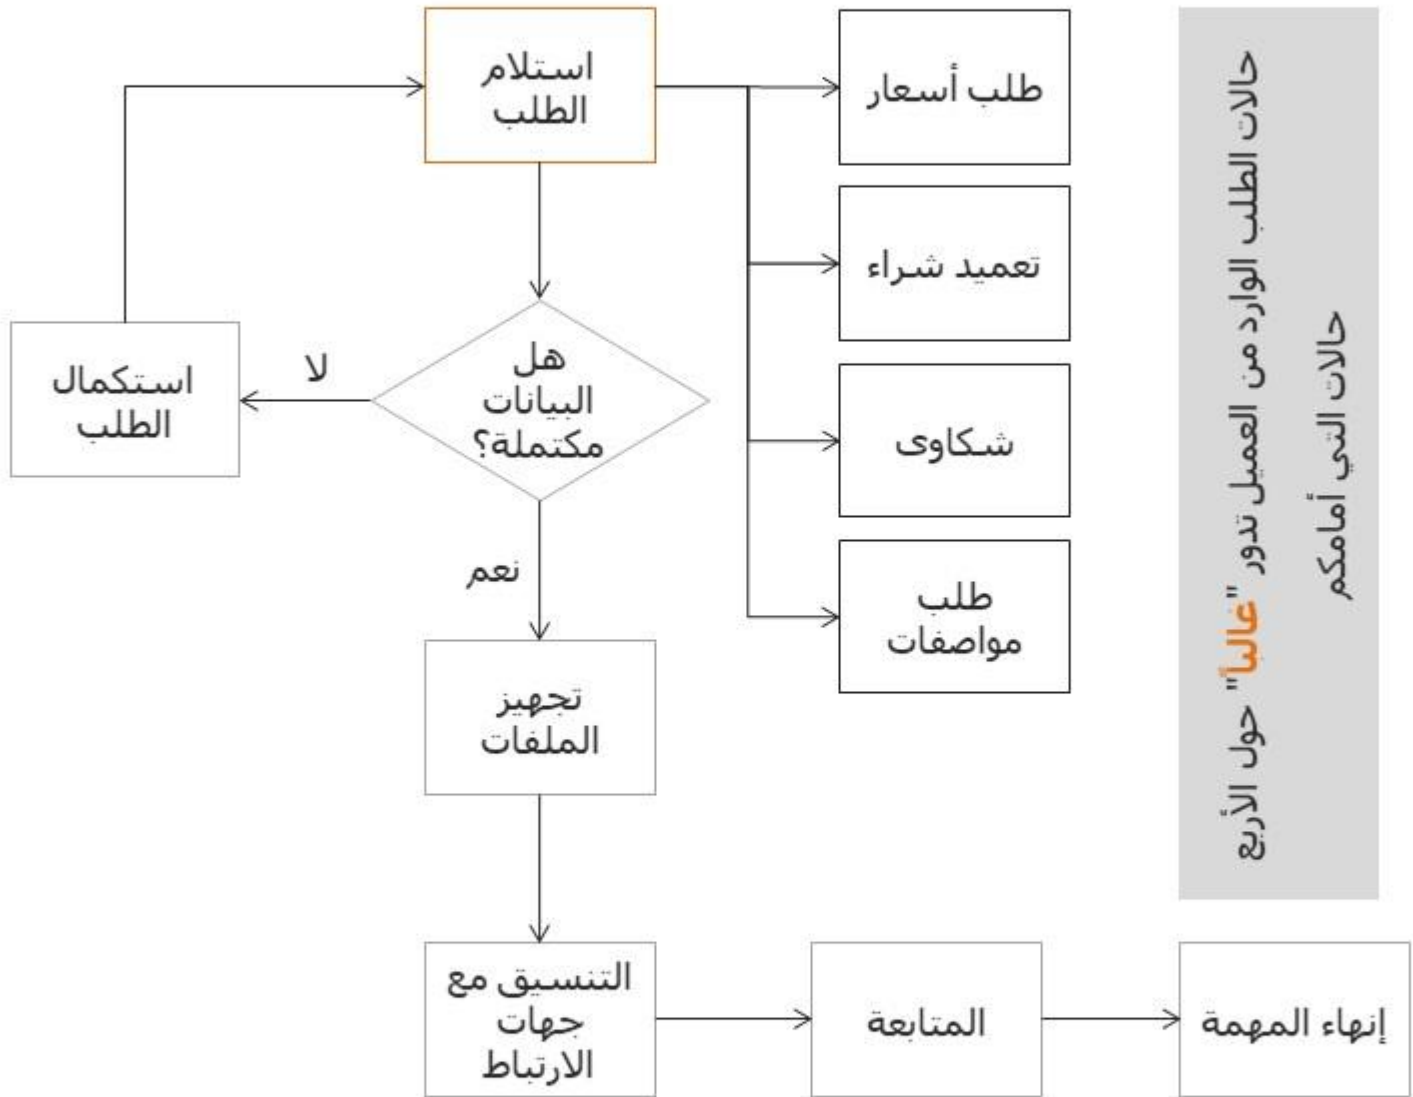 استلام
الطلب
طلب أسعار
تعميد شراء
شكاوى
طلب
مواصفات
هل
البيانات
مكتملة؟
لا
استكمال
الطلب
نعم
تجهيز
الملفات
التنسيق مع
جهات
الارتباط
المتابعة
إنهاء المهمة
حالات الطلب الوارد من العميل تدور "غالباً" حول الأربع
حالات التي أمامكم